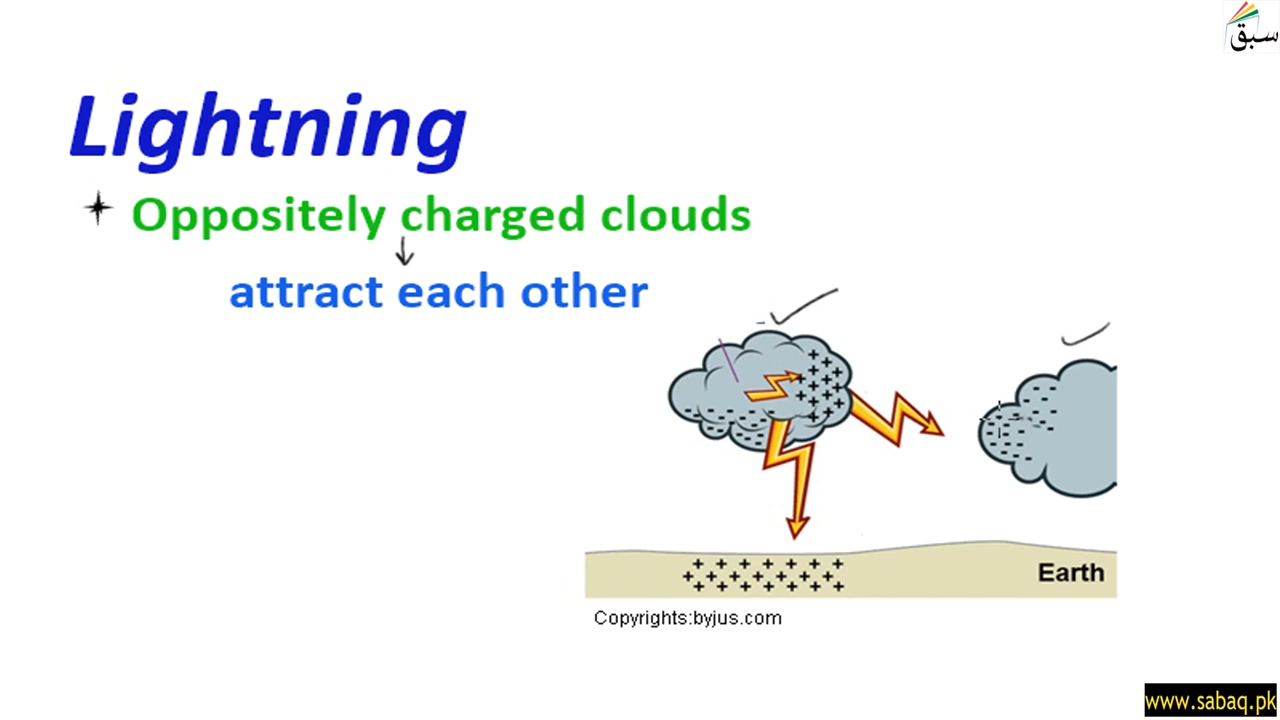 سبق
Lightning
Oppositely charged clouds
attract each other
Earth
Copyrights:byjus.com
www.sabaq.pk